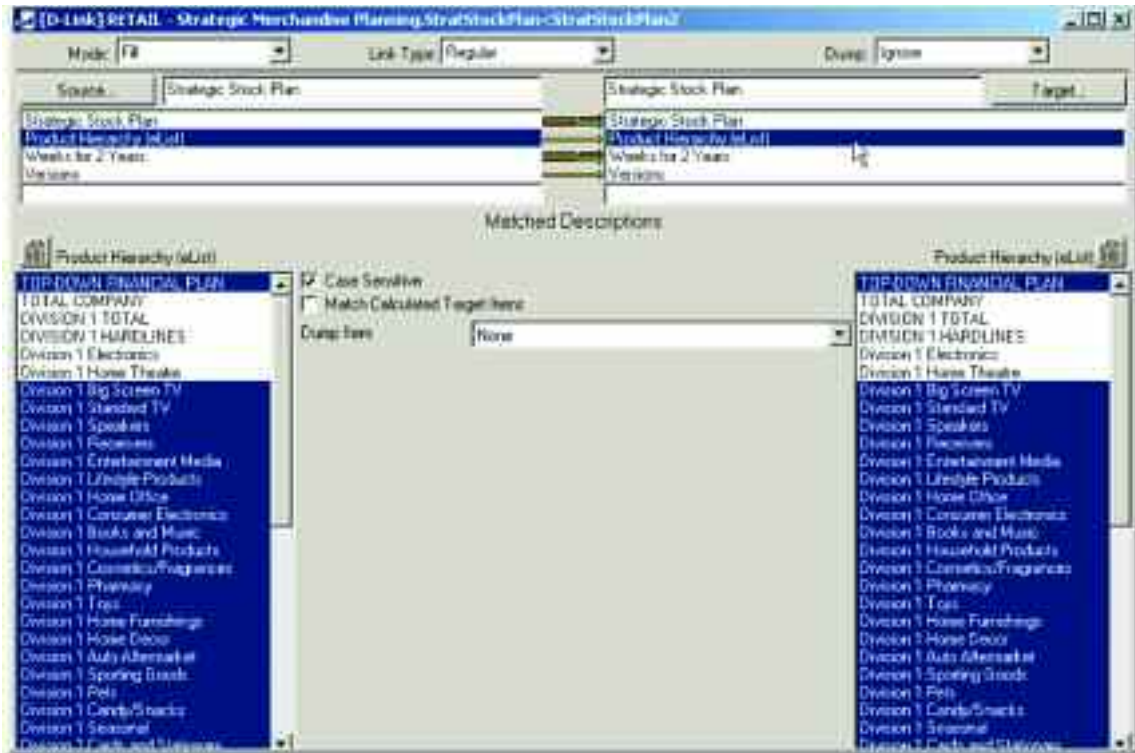 [D-Link] RETAIL - Strategic Merchandise Planning.StratStockPlan<StratStockPlan2
Mode: Fill Link Type: Regular Dump: Ignore
Source... Strategic Stock Plan Strategic Stock Plan Target...
Strategic Stock Plan Strategic Stock Plan
Product Hierarchy (eList) Product Hierarchy (eList)
Weeks for 2 Years Weeks for 2 Years
Versions Versions
Matched Descriptions
Product Hierarchy (eList) Product Hierarchy (eList)
TOP-DOWN FINANCIAL PLAN Case Sensitive TOP-DOWN FINANCIAL PLAN
TOTAL COMPANY Match Calculated Target Items TOTAL COMPANY
DIVISION 1 TOTAL DIVISION 1 TOTAL
DIVISION 1 HARDLINES Dump Item None DIVISION 1 HARDLINES
Division 1 Electronics Division 1 Electronics
Division 1 Home Theatre Division 1 Home Theatre
Division 1 Big Screen TV Division 1 Big Screen TV
Division 1 Standard TV Division 1 Standard TV
Division 1 Speakers Division 1 Speakers
Division 1 Receivers Division 1 Receivers
Division 1 Entertainment Media Division 1 Entertainment Media
Division 1 Lifestyle Products Division 1 Lifestyle Products
Division 1 Home Office Division 1 Home Office
Division 1 Consumer Electronics Division 1 Consumer Electronics
Division 1 Books and Music Division 1 Books and Music
Division 1 Household Products Division 1 Household Products
Division 1 Cosmetics/Fragrances Division 1 Cosmetics/Fragrances
Division 1 Pharmacy Division 1 Pharmacy
Division 1 Toys Division 1 Toys
Division 1 Home Furnishings Division 1 Home Furnishings
Division 1 Home Decor Division 1 Home Decor
Division 1 Auto Aftermarket Division 1 Auto Aftermarket
Division 1 Sporting Goods Division 1 Sporting Goods
Division 1 Pets Division 1 Pets
Division 1 Candy/Snacks Division 1 Candy/Snacks
Division 1 Seasonal Division 1 Seasonal
Division 1 Cards and Division 1 Cards and